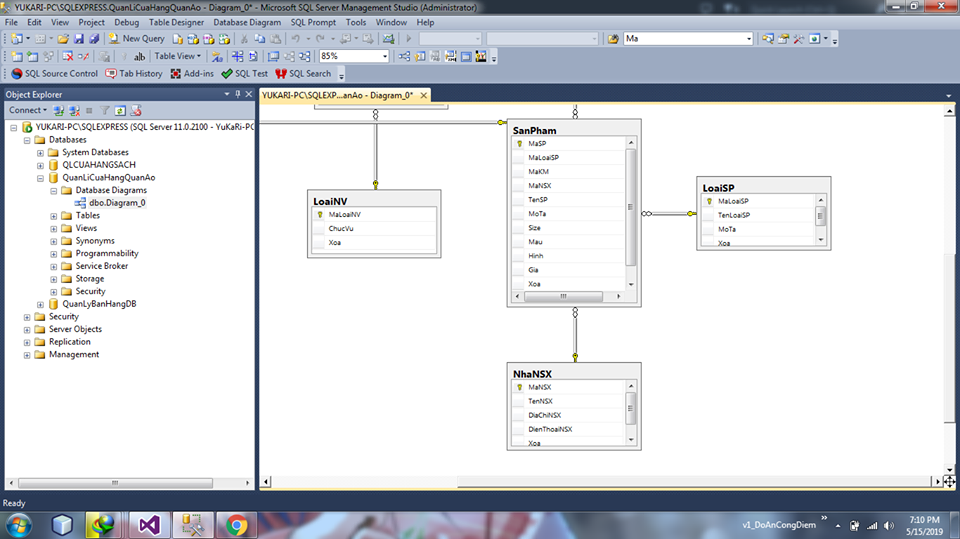 YUKARI-PC\SQLEXPRESS.QuanLiCuaHangQuanAo - Diagram_0* - Microsoft SQL Server Management Studio (Administrator)
File Edit View Project Debug Table Designer Database Diagram SQL Prompt Tools Window Help
New Query
Ma
ab Table View 85%
SQL Source Control Tab History Add-ins SQL Test SQL Search
Object Explorer
Connect
YUKARI-PC\SQLEXPRESS (SQL Server 11.0.2100 - YuKaRi-PC
Databases
System Databases
QLCUAHANGSACH
QuanLiCuaHangQuanAo
Database Diagrams
dbo.Diagram_0
Tables
Views
Synonyms
Programmability
Service Broker
Storage
Security
QuanLyBanHangDB
Security
Server Objects
Replication
Management
YUKARI-PC\SQLEXP...anAo - Diagram_0*
LoaiNV
MaLoaiNV
ChucVu
Xoa
SanPham
MaSP
MaLoaiSP
MaKM
MaNSX
TenSP
MoTa
Size
Mau
Hinh
Gia
Xoa
LoaiSP
MaLoaiSP
TenLoaiSP
MoTa
Xoa
NhaNSX
MaNSX
TenNSX
DiaChiNSX
DienThoaiNSX
Xoa
Ready
v1_DoAnCongDiem
7:10 PM
5/15/2019